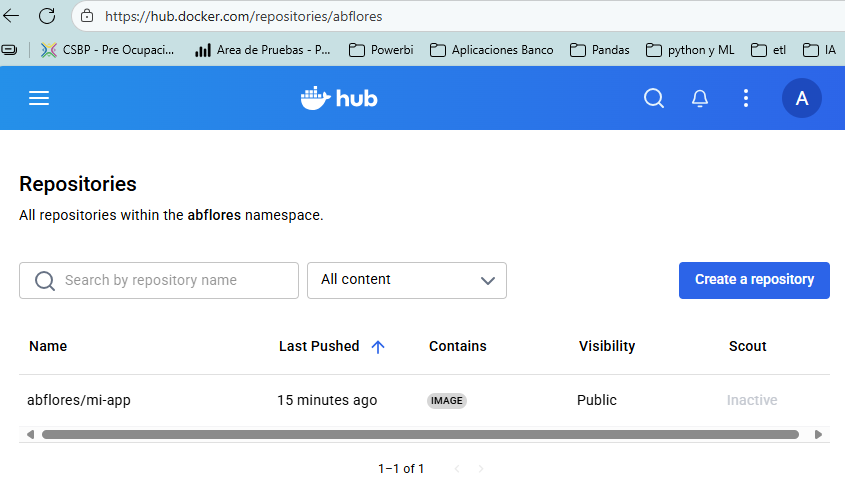 https://hub.docker.com/repositories/abflores
CSBP - Pre Ocupaci... Area de Pruebas - P... Powerbi Aplicaciones Banco Pandas python y ML etl IA
hub A
Repositories
All repositories within the abflores namespace.
Search by repository name All content Create a repository
Name Last Pushed Contains Visibility Scout
abflores/mi-app 15 minutes ago IMAGE Public Inactive
1–1 of 1